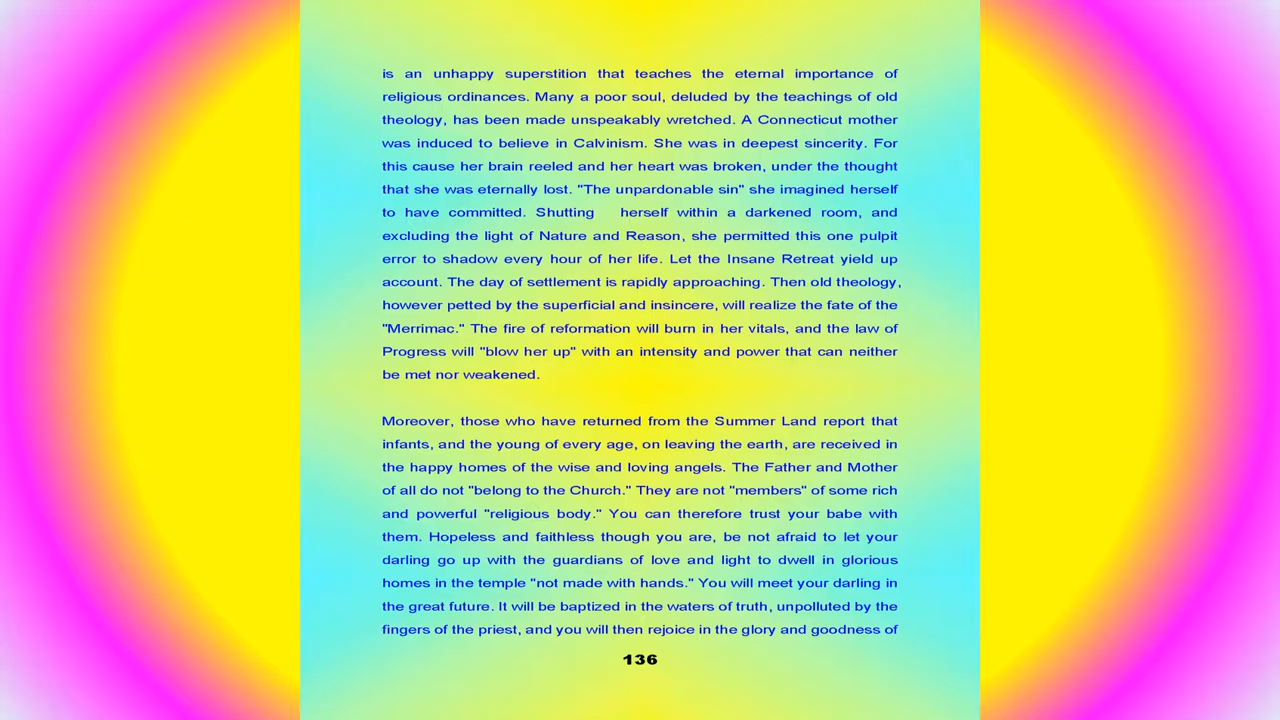 is an unhappy superstition that teaches the eternal importance of
religious ordinances. Many a poor soul, deluded by the teachings of old
theology, has been made unspeakably wretched. A Connecticut mother
was induced to believe in Calvinism. She was in deepest sincerity. For
this cause her brain reeled and her heart was broken, under the thought
that she was eternally lost. "The unpardonable sin" she imagined herself
to have committed. Shutting herself within a darkened room, and
excluding the light of Nature and Reason, she permitted this one pulpit
error to shadow every hour of her life. Let the Insane Retreat yield up
account. The day of settlement is rapidly approaching. Then old theology,
however petted by the superficial and insincere, will realize the fate of the
"Merrimac." The fire of reformation will burn in her vitals, and the law of
Progress will "blow her up" with an intensity and power that can neither
be met nor weakened.
Moreover, those who have returned from the Summer Land report that
infants, and the young of every age, on leaving the earth, are received in
the happy homes of the wise and loving angels. The Father and Mother
of all do not "belong to the Church." They are not "members" of some rich
and powerful "religious body." You can therefore trust your babe with
them. Hopeless and faithless though you are, be not afraid to let your
darling go up with the guardians of love and light to dwell in glorious
homes in the temple "not made with hands." You will meet your darling in
the great future. It will be baptized in the waters of truth, unpolluted by the
fingers of the priest, and you will then rejoice in the glory and goodness of
136